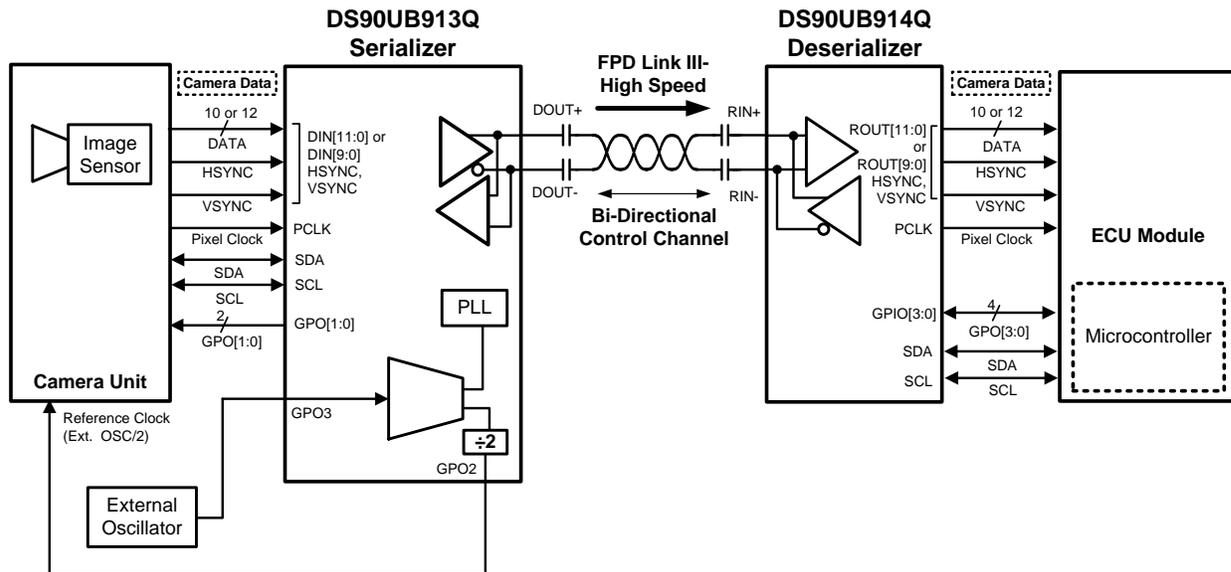 DS90UB913Q
Serializer
DS90UB914Q
Deserializer
Camera Data
FPD Link III-
High Speed
Camera Data
Image
Sensor
10 or 12
DATA
HSYNC
VSYNC
Pixel Clock
SDA
SCL
2
GPO[1:0]
Camera Unit
DIN[11:0] or
DIN[9:0]
HSYNC,
VSYNC
PCLK
SDA
SCL
GPO[1:0]
PLL
GPO3
÷2
GPO2
Reference Clock
(Ext. OSC/2)
External
Oscillator
DOUT+
DOUT-
RIN+
RIN-
Bi-Directional
Control Channel
ROUT[11:0]
or
ROUT[9:0]
HSYNC,
VSYNC
PCLK
GPIO[3:0]
SDA
SCL
10 or 12
DATA
HSYNC
VSYNC
Pixel Clock
4
GPO[3:0]
SDA
SCL
ECU Module
Microcontroller